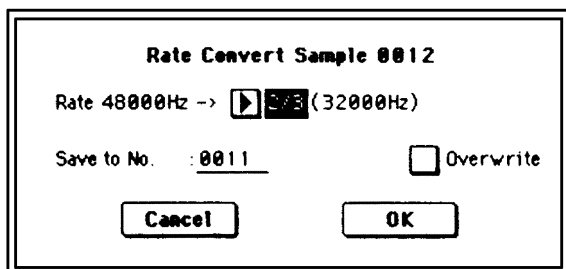 Rate Convert Sample 0012
Rate 48000Hz -> 2/3 (32000Hz)
Save to No. :0011 Overwrite
Cancel OK